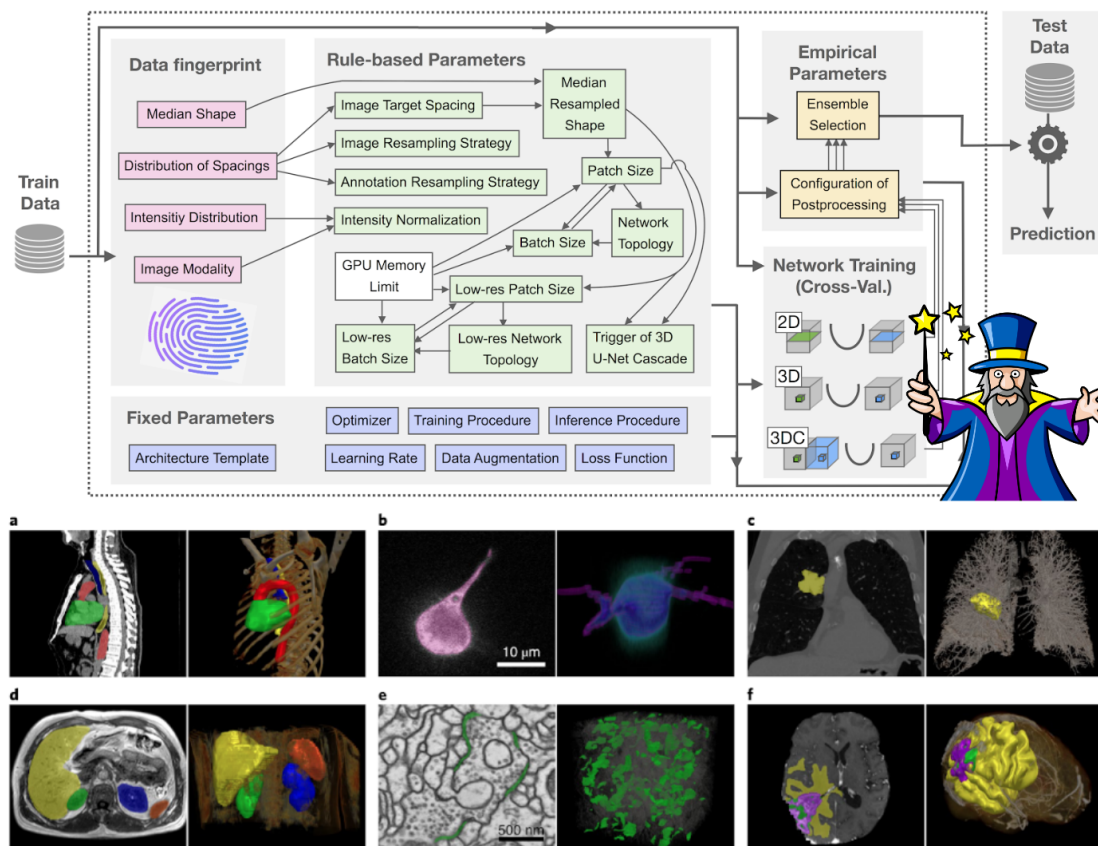 Data fingerprint
Median Shape
Distribution of Spacings
Intensitiy Distribution
Image Modality
Train
Data
Rule-based Parameters
Image Target Spacing
Image Resampling Strategy
Annotation Resampling Strategy
Intensity Normalization
Median
Resampled
Shape
Patch Size
Network
Topology
Batch Size
GPU Memory
Limit
Low-res Patch Size
Low-res
Batch Size
Low-res Network
Topology
Trigger of 3D
U-Net Cascade
Fixed Parameters
Optimizer
Training Procedure
Inference Procedure
Architecture Template
Learning Rate
Data Augmentation
Loss Function
Empirical
Parameters
Ensemble
Selection
Configuration of
Postprocessing
Network Training
(Cross-Val.)
2D
3D
3DC
Test
Data
Prediction
a
b
10 μm
c
d
e
500 nm
f